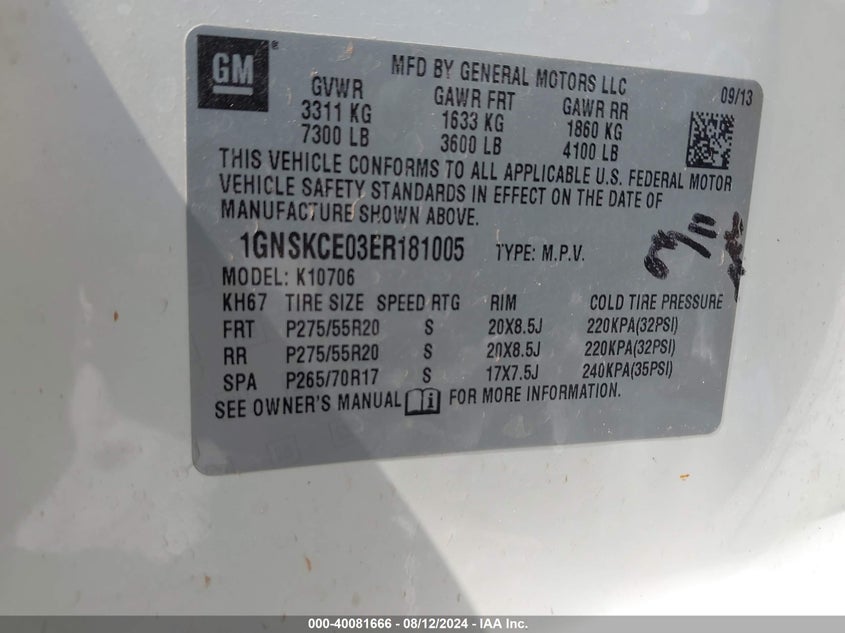 GM
MFD BY GENERAL MOTORS LLC
09/13
GVWR GAWR FRT GAWR RR
3311 KG 1633 KG 1860 KG
7300 LB 3600 LB 4100 LB
THIS VEHICLE CONFORMS TO ALL APPLICABLE U.S. FEDERAL MOTOR
VEHICLE SAFETY STANDARDS IN EFFECT ON THE DATE OF
MANUFACTURE SHOWN ABOVE.
1GNSKCE03ER181005 TYPE: M.P.V.
MODEL: K10706
KH67 TIRE SIZE SPEED RTG RIM COLD TIRE PRESSURE
FRT P275/55R20 S 20X8.5J 220KPA(32PSI)
RR P275/55R20 S 20X8.5J 220KPA(32PSI)
SPA P265/70R17 S 17X7.5J 240KPA(35PSI)
SEE OWNER'S MANUAL FOR MORE INFORMATION.
000-40081666 - 08/12/2024 - IAA Inc.